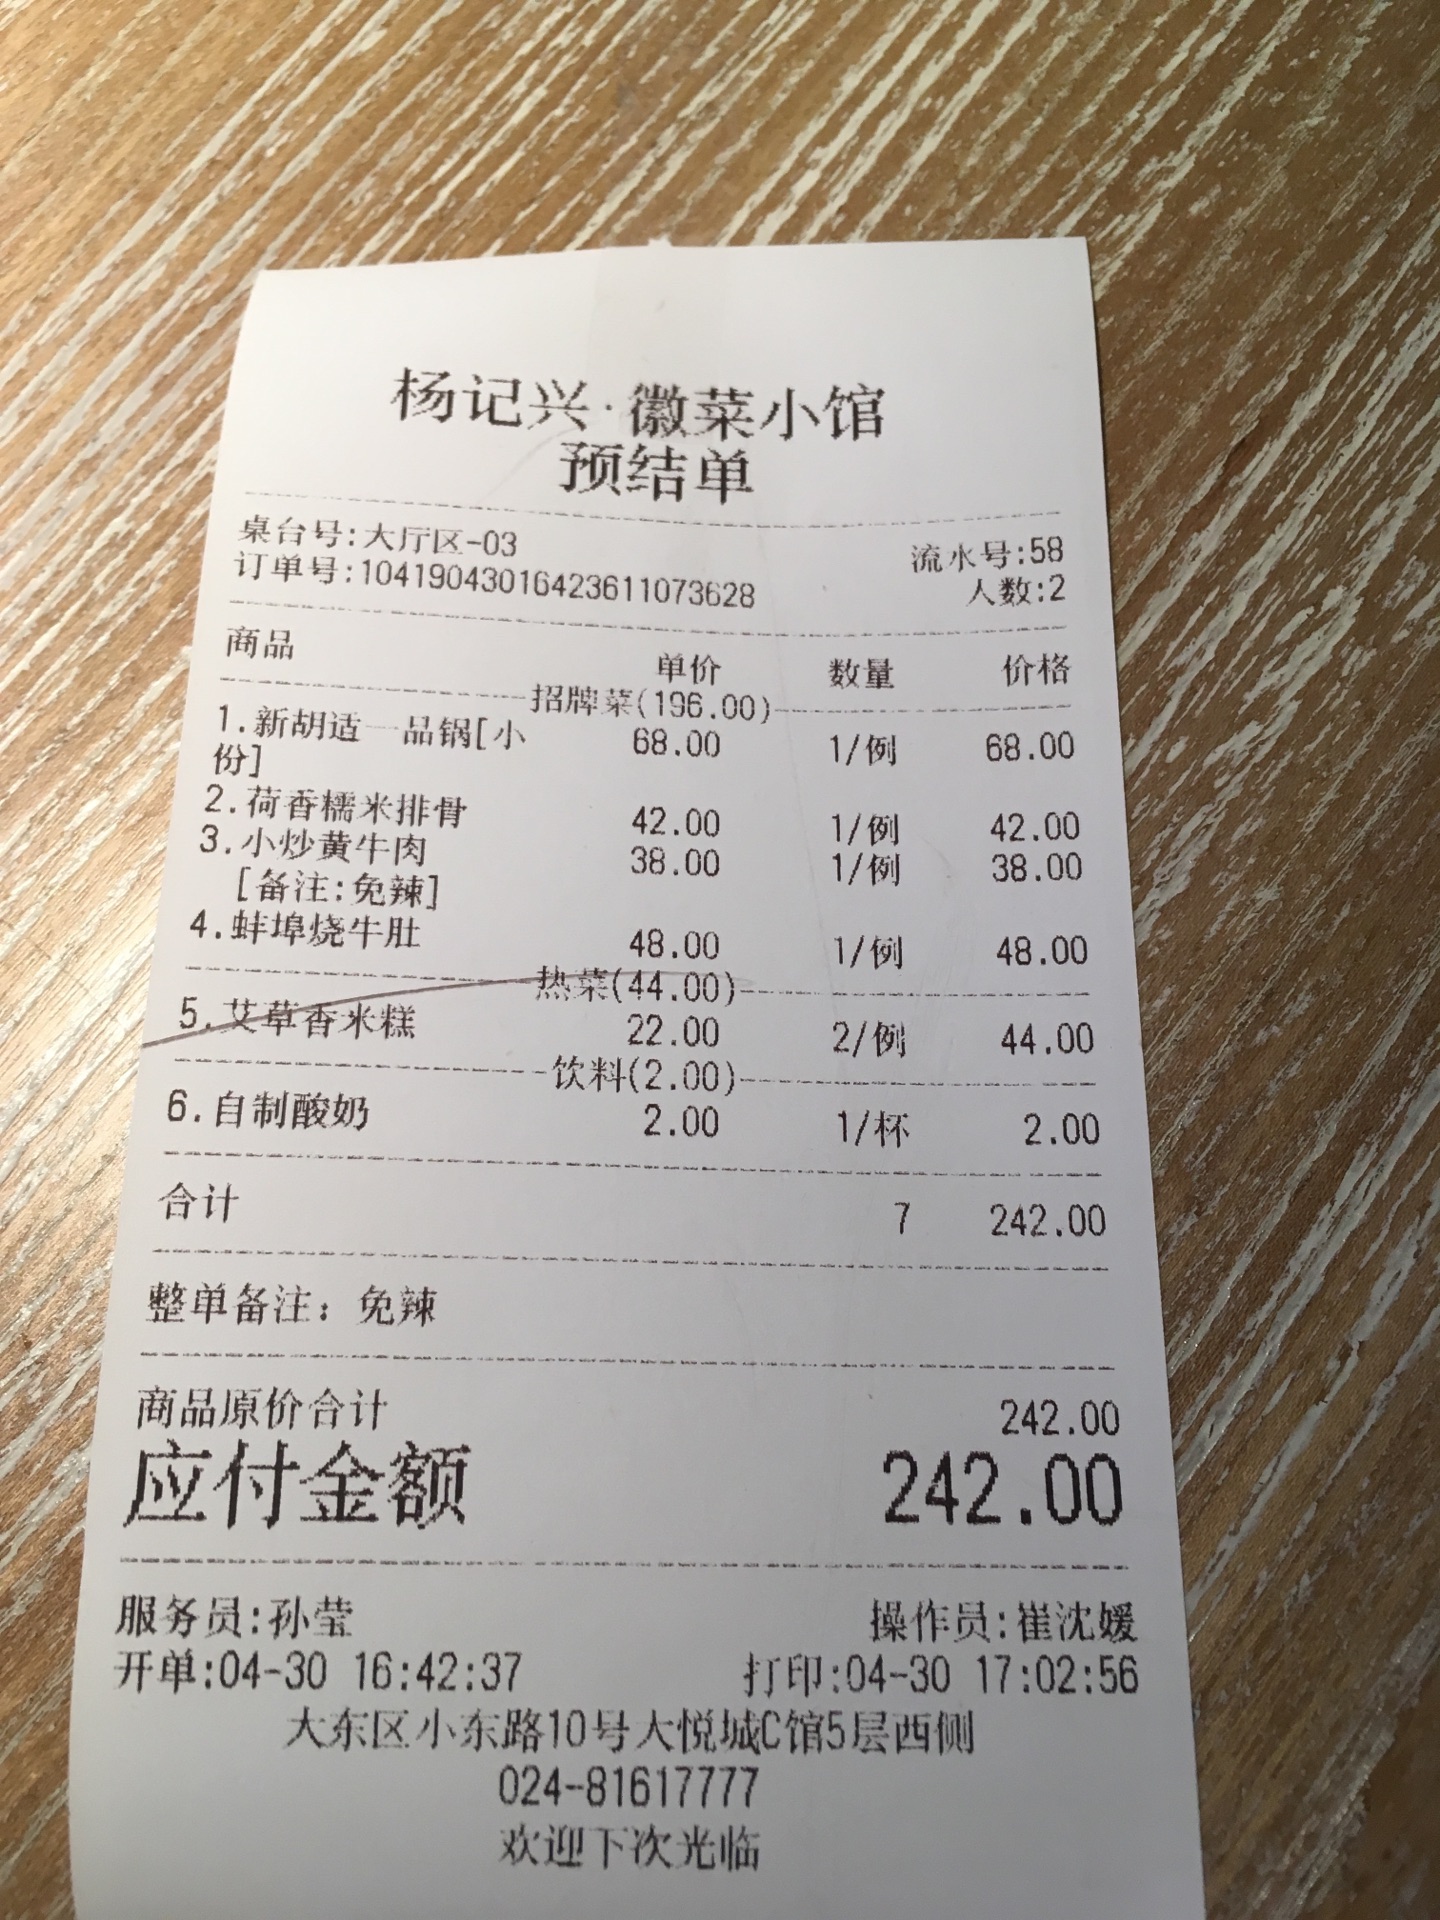 杨记兴·徽菜小馆
预结单
桌台号:大厅区-03 流水号:58
订单号:10419043016423611073628 人数:2
商品 单价 数量 价格
招牌菜(196.00)
1.新胡适一品锅[小 68.00 1/例 68.00
份]
2.荷香糯米排骨 42.00 1/例 42.00
3.小炒黄牛肉 38.00 1/例 38.00
[备注:免辣]
4.蚌埠烧牛肚 48.00 1/例 48.00
热菜(44.00)
5.艾草香米糕 22.00 2/例 44.00
饮料(2.00)
6.自制酸奶 2.00 1/杯 2.00
合计 7 242.00
整单备注：免辣
商品原价合计 242.00
应付金额 242.00
服务员:孙莹 操作员:崔沈媛
开单:04-30 16:42:37 打印:04-30 17:02:56
大东区小东路10号大悦城C馆5层西侧
024-81617777
欢迎下次光临